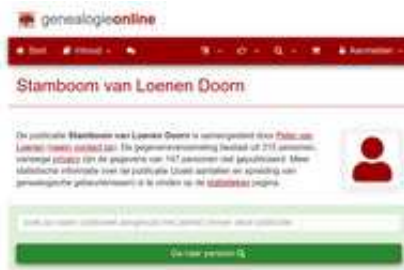 genealogieonline
Start Inhoud Aanmelden
Stamboom van Loenen Doorn
De publicatie Stamboom van Loenen Doorn is samengesteld door Peter van
Loenen (neem contact op). De gegevensverzameling bestaat uit 215 personen,
vanwege privacy zijn de gegevens van 147 personen niet gepubliceerd. Meer
statistische informatie over de publicatie (zoals aantallen en spreiding van
genealogische gebeurtenissen) is te vinden op de statistieken pagina.
Ga naar persoon